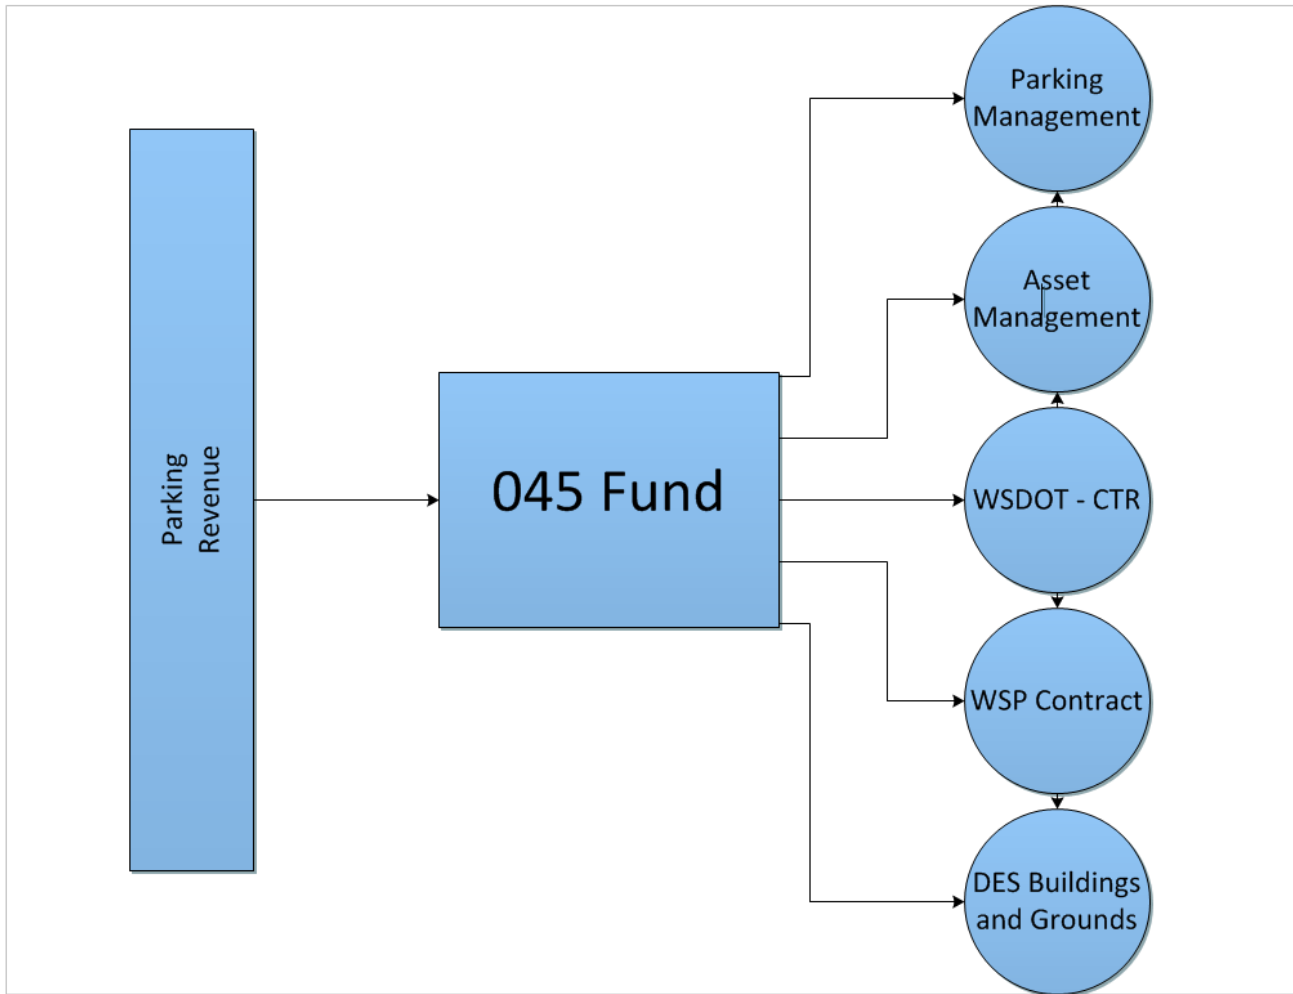 Parking
Revenue
045 Fund
Parking
Management
Asset
Management
WSDOT - CTR
WSP Contract
DES Buildings
and Grounds